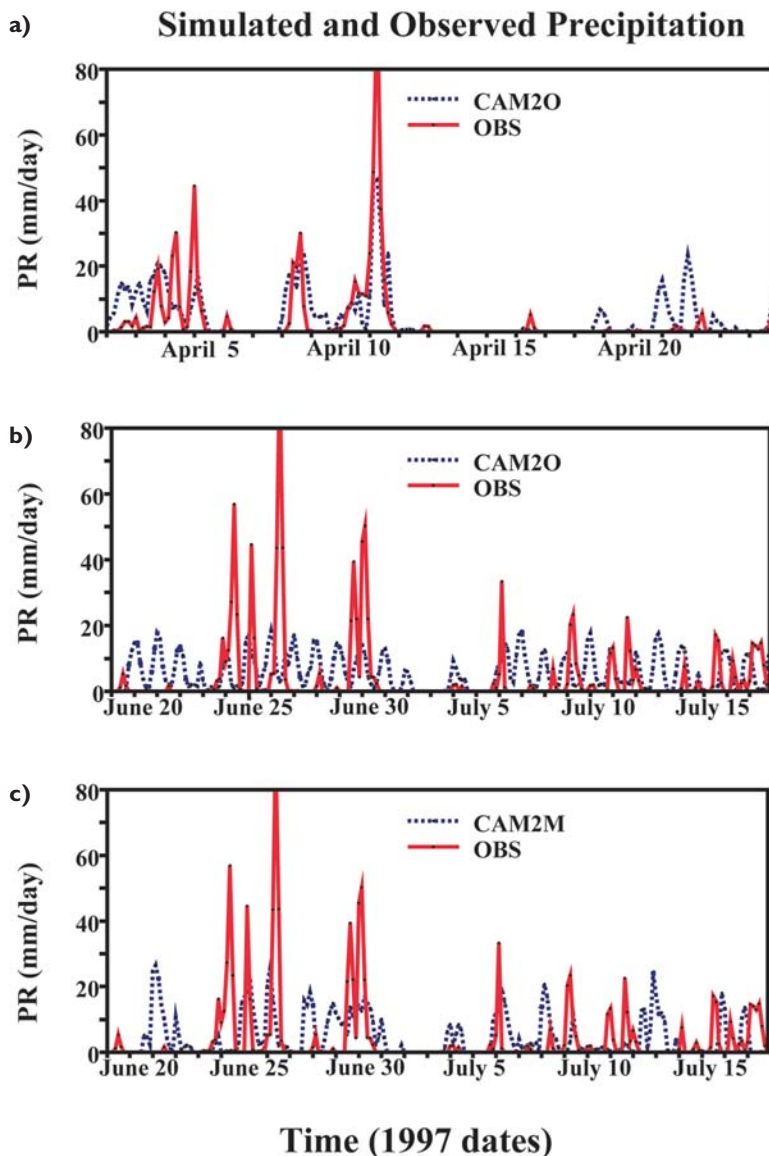 a) Simulated and Observed Precipitation
80
60
40
20
0
PR (mm/day)
CAM2O
OBS
April 5 April 10 April 15 April 20
b)
80
60
40
20
0
PR (mm/day)
CAM2O
OBS
June 20 June 25 June 30 July 5 July 10 July 15
c)
80
60
40
20
0
PR (mm/day)
CAM2M
OBS
June 20 June 25 June 30 July 5 July 10 July 15
Time (1997 dates)